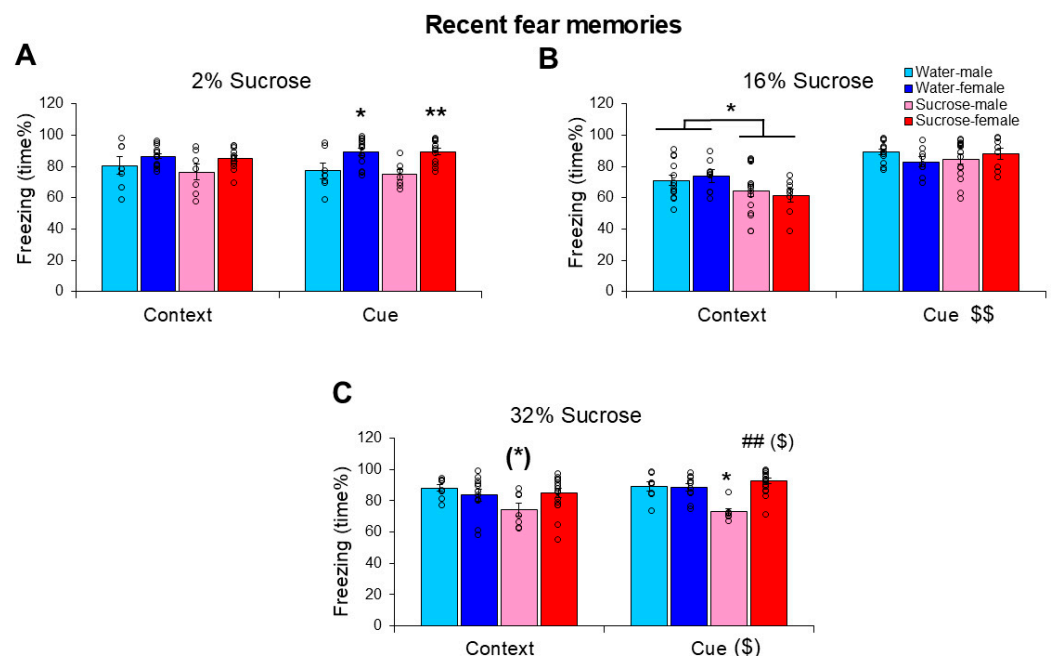 Recent fear memories
A
2% Sucrose
Freezing (time%)
120
100
80
60
40
20
0
*
**
Context
Cue
B
16% Sucrose
Water-male
Water-female
Sucrose-male
Sucrose-female
Freezing (time%)
120
100
80
60
40
20
0
*
Context
Cue $$
C
32% Sucrose
Freezing (time%)
120
100
80
60
40
20
0
(*)
*
## ($)
Context
Cue ($)